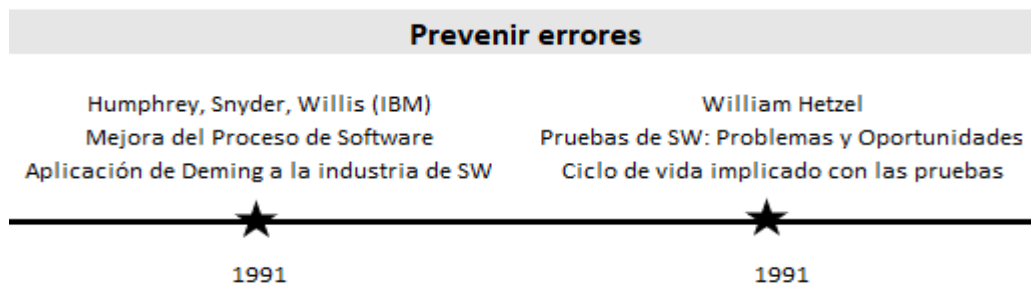 Prevenir errores
Humphrey, Snyder, Willis (IBM)
Mejora del Proceso de Software
Aplicación de Deming a la industria de SW
William Hetzel
Pruebas de SW: Problemas y Oportunidades
Ciclo de vida implicado con las pruebas
1991
1991